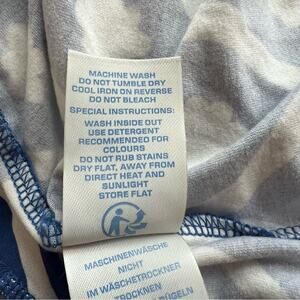 MACHINE WASH
DO NOT TUMBLE DRY
COOL IRON ON REVERSE
DO NOT BLEACH
SPECIAL INSTRUCTIONS:
WASH INSIDE OUT
USE DETERGENT
RECOMMENDED FOR
COLOURS
DO NOT RUB STAINS
DRY FLAT, AWAY FROM
DIRECT HEAT AND
SUNLIGHT
STORE FLAT
MASCHINENWÄSCHE
NICHT
IM WÄSCHETROCKNER
TROCKNEN